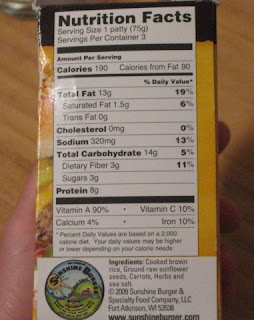 Nutrition Facts
Serving Size 1 patty (75g)
Servings Per Container 3
Amount Per Serving
Calories 190 Calories from Fat 90
% Daily Value*
Total Fat 13g 19%
Saturated Fat 1.5g 6%
Trans Fat 0g
Cholesterol 0mg 0%
Sodium 320mg 13%
Total Carbohydrate 14g 5%
Dietary Fiber 3g 11%
Sugars 3g
Protein 8g
Vitamin A 90% • Vitamin C 10%
Calcium 4% • Iron 10%
* Percent Daily Values are based on a 2,000
calorie diet. Your daily values may be higher
or lower depending on your calorie needs:
Sunshine Burger
Ingredients: Cooked brown
rice, Ground raw sunflower
seeds, Carrots, Herbs and
sea salt.
© 2009 Sunshine Burger &
Specialty Food Company, LLC
Fort Atkinson, WI 53538
www.sunshineburger.com